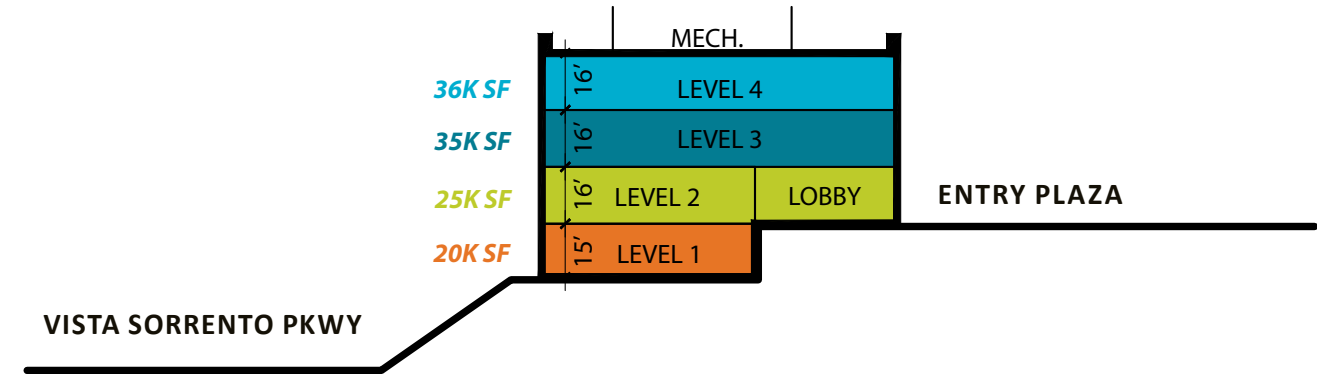 MECH.
36K SF 16' LEVEL 4
35K SF 16' LEVEL 3
25K SF 16' LEVEL 2 LOBBY ENTRY PLAZA
20K SF 15' LEVEL 1
VISTA SORRENTO PKWY